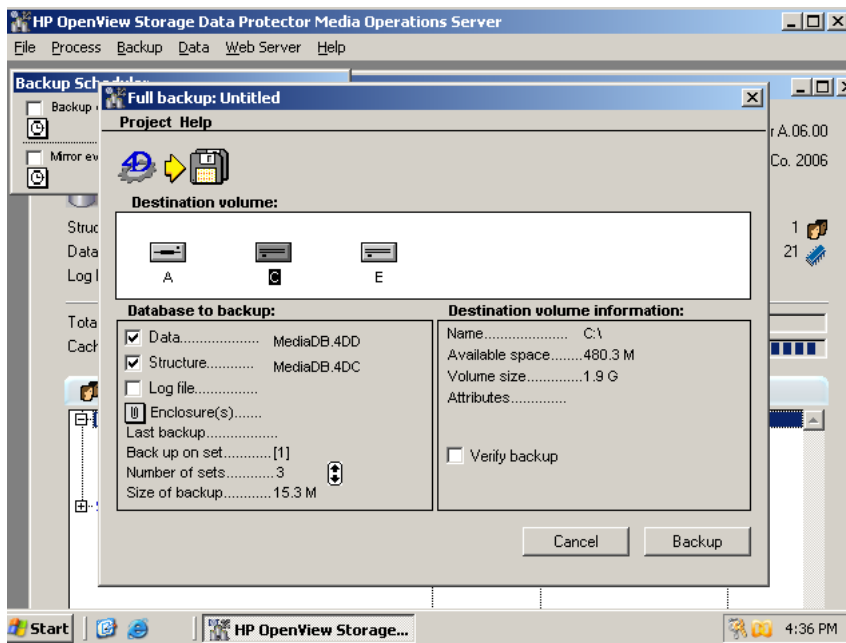 HP OpenView Storage Data Protector Media Operations Server
File Process Backup Data Web Server Help
Backup
Full backup: Untitled
Backup
Project Help
r A.06.00
Mirror ev
Co. 2006
4D
Destination volume:
Struc
1
Data
21
Log
A C E
Database to backup:
Destination volume information:
Tota
Data................... MediaDB.4DD
Name..................... C:\
Cach
Structure............ MediaDB.4DC
Available space........480.3 M
Log file...............
Volume size.............1.9 G
Enclosure(s).......
Attributes.............
Last backup..................
Back up on set............[1]
Verify backup
Number of sets............3
Size of backup............15.3 M
Cancel
Backup
Start
HP OpenView Storage...
4:36 PM